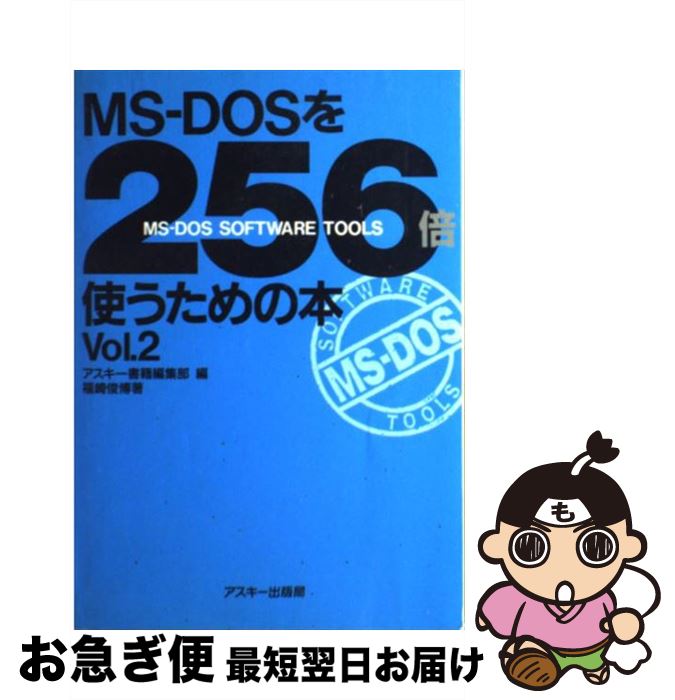 MS-DOSを
256倍
MS-DOS SOFTWARE TOOLS
使うための本
Vol.2
アスキー書籍編集部 編
福崎俊博著
SOFTWARE
MS-DOS
TOOLS
アスキー出版局
も
お急ぎ便 最短翌日お届け